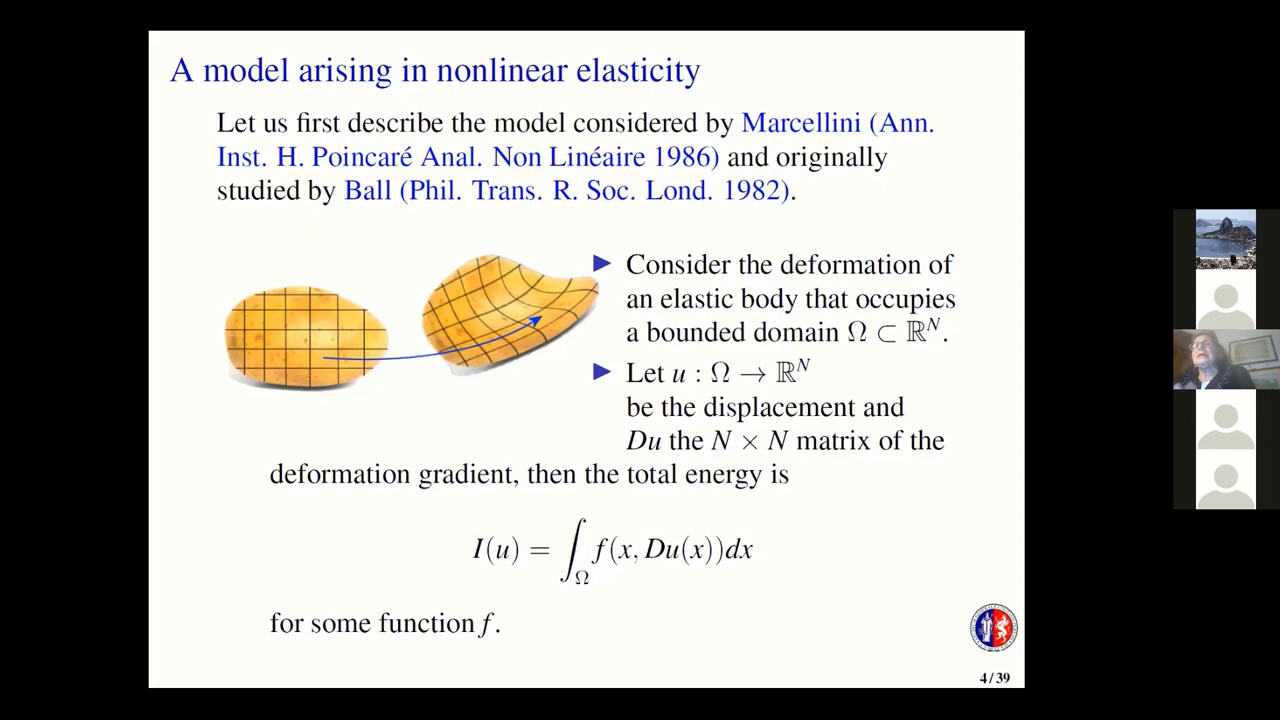 A model arising in nonlinear elasticity
Let us first describe the model considered by Marcellini (Ann.
Inst. H. Poincaré Anal. Non Linéaire 1986) and originally
studied by Ball (Phil. Trans. R. Soc. Lond. 1982).
▶ Consider the deformation of
an elastic body that occupies
a bounded domain Ω ⊂ ℝᴺ.
▶ Let u : Ω → ℝᴺ
be the displacement and
Du the N × N matrix of the
deformation gradient, then the total energy is
I(u) = ∫_Ω f(x, Du(x))dx
for some function f.
4 / 39